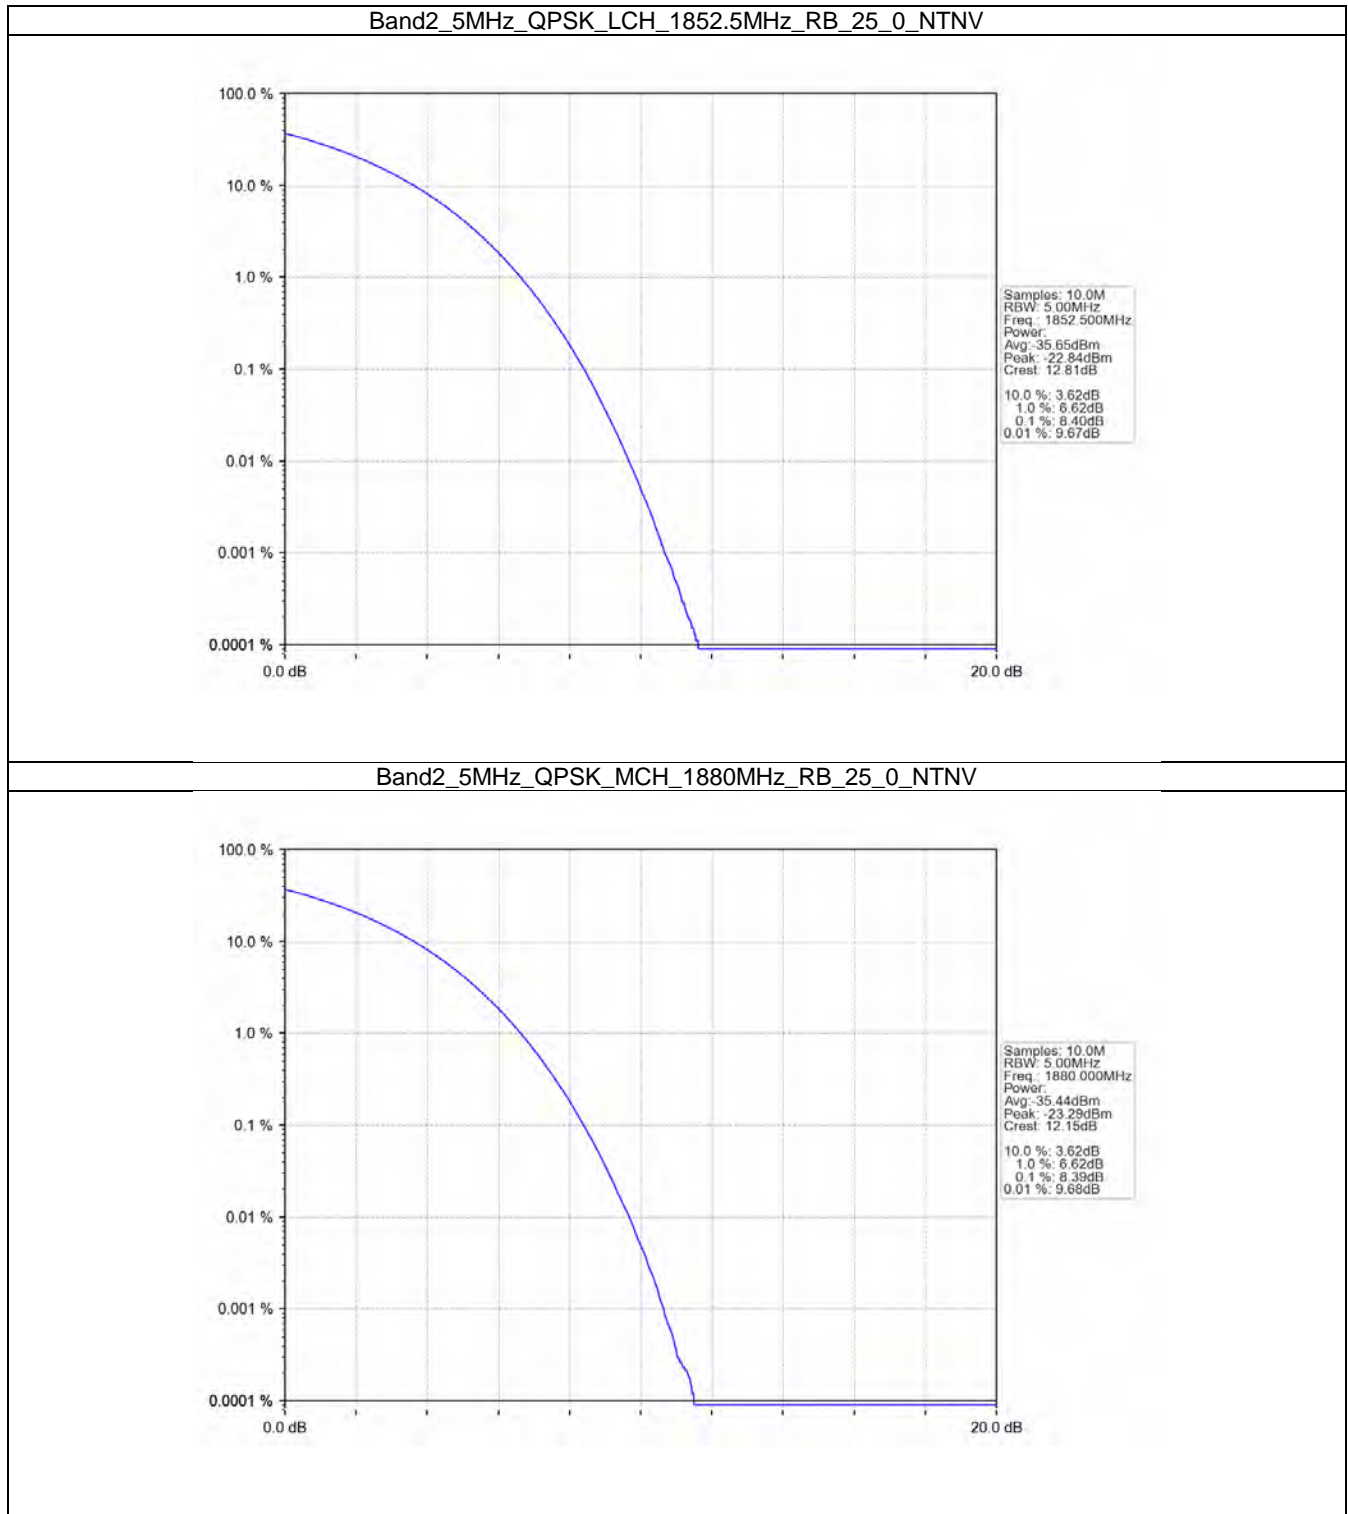 Band2_5MHz_QPSK_LCH_1852.5MHz_RB_25_0_NTNV
100.0 %
10.0 %
1.0 %
0.1 %
0.01 %
0.001 %
0.0001 %
0.0 dB
20.0 dB
Samples: 10.0M
RBW: 5.00MHz
Freq.: 1852.500MHz
Power:
Avg:-35.65dBm
Peak: -22.84dBm
Crest: 12.81dB
10.0 %: 3.62dB
1.0 %: 6.62dB
0.1 %: 8.40dB
0.01 %: 9.67dB
Band2_5MHz_QPSK_MCH_1880MHz_RB_25_0_NTNV
100.0 %
10.0 %
1.0 %
0.1 %
0.01 %
0.001 %
0.0001 %
0.0 dB
20.0 dB
Samples: 10.0M
RBW: 5.00MHz
Freq.: 1880.000MHz
Power:
Avg:-35.44dBm
Peak: -23.29dBm
Crest: 12.15dB
10.0 %: 3.62dB
1.0 %: 6.62dB
0.1 %: 8.39dB
0.01 %: 9.68dB